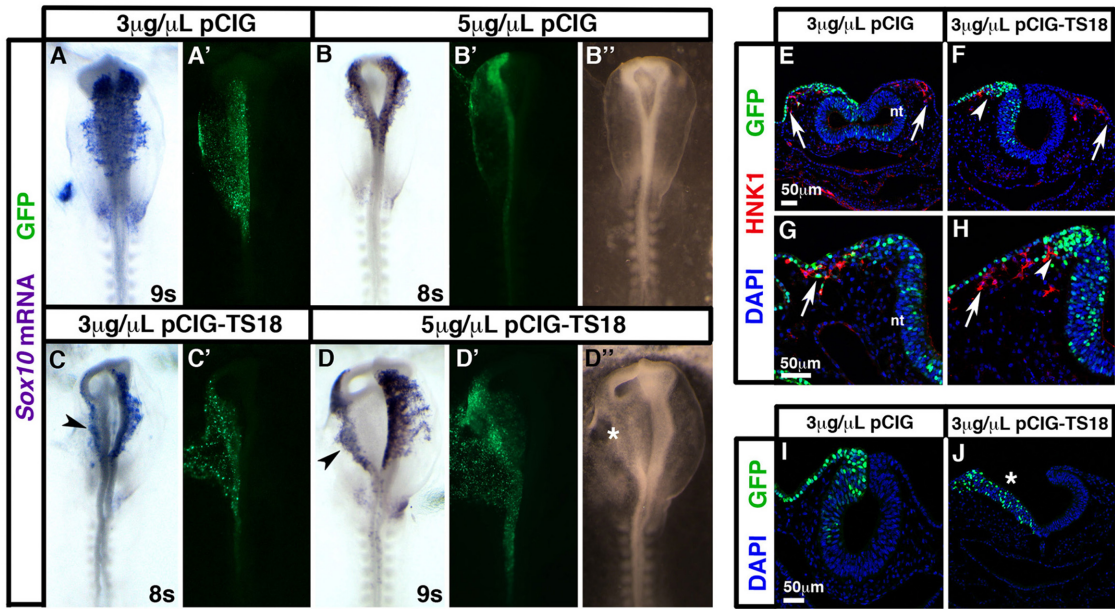 3μg/μL pCIG
5μg/μL pCIG
Sox10 mRNA GFP
A
A'
B
B'
B''
9s
8s
3μg/μL pCIG-TS18
5μg/μL pCIG-TS18
C
C'
D
D'
D''
*
8s
9s
3μg/μL pCIG
3μg/μL pCIG-TS18
DAPI HNK1 GFP
E
nt
50μm
F
G
nt
50μm
H
3μg/μL pCIG
3μg/μL pCIG-TS18
DAPI GFP
I
50μm
J
*